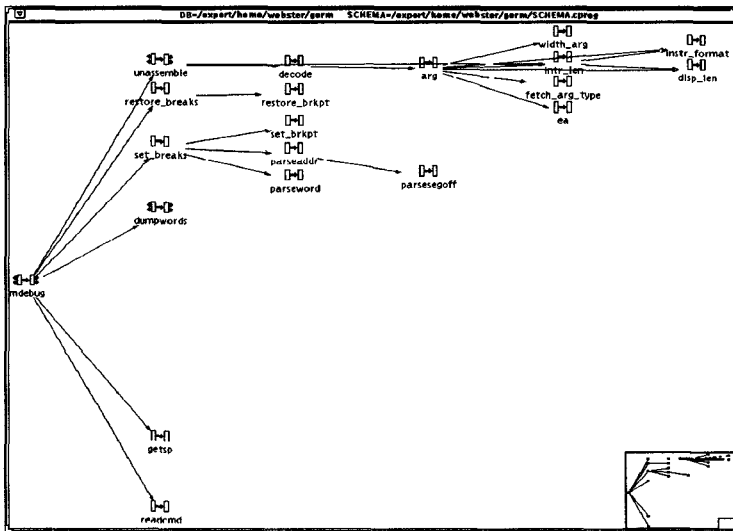 DB=/export/home/webster/germ SCHEMA=/export/home/webster/germ/SCHEMA.cprog
width_arg
instr_format
unassemble
decode
arg
intr_len
disp_len
restore_breaks
restore_brkpt
fetch_arg_type
set_brkpt
ea
set_breaks
parseaddr
parseword
parsesegoff
dumpwords
mdebug
getsp
readcmd